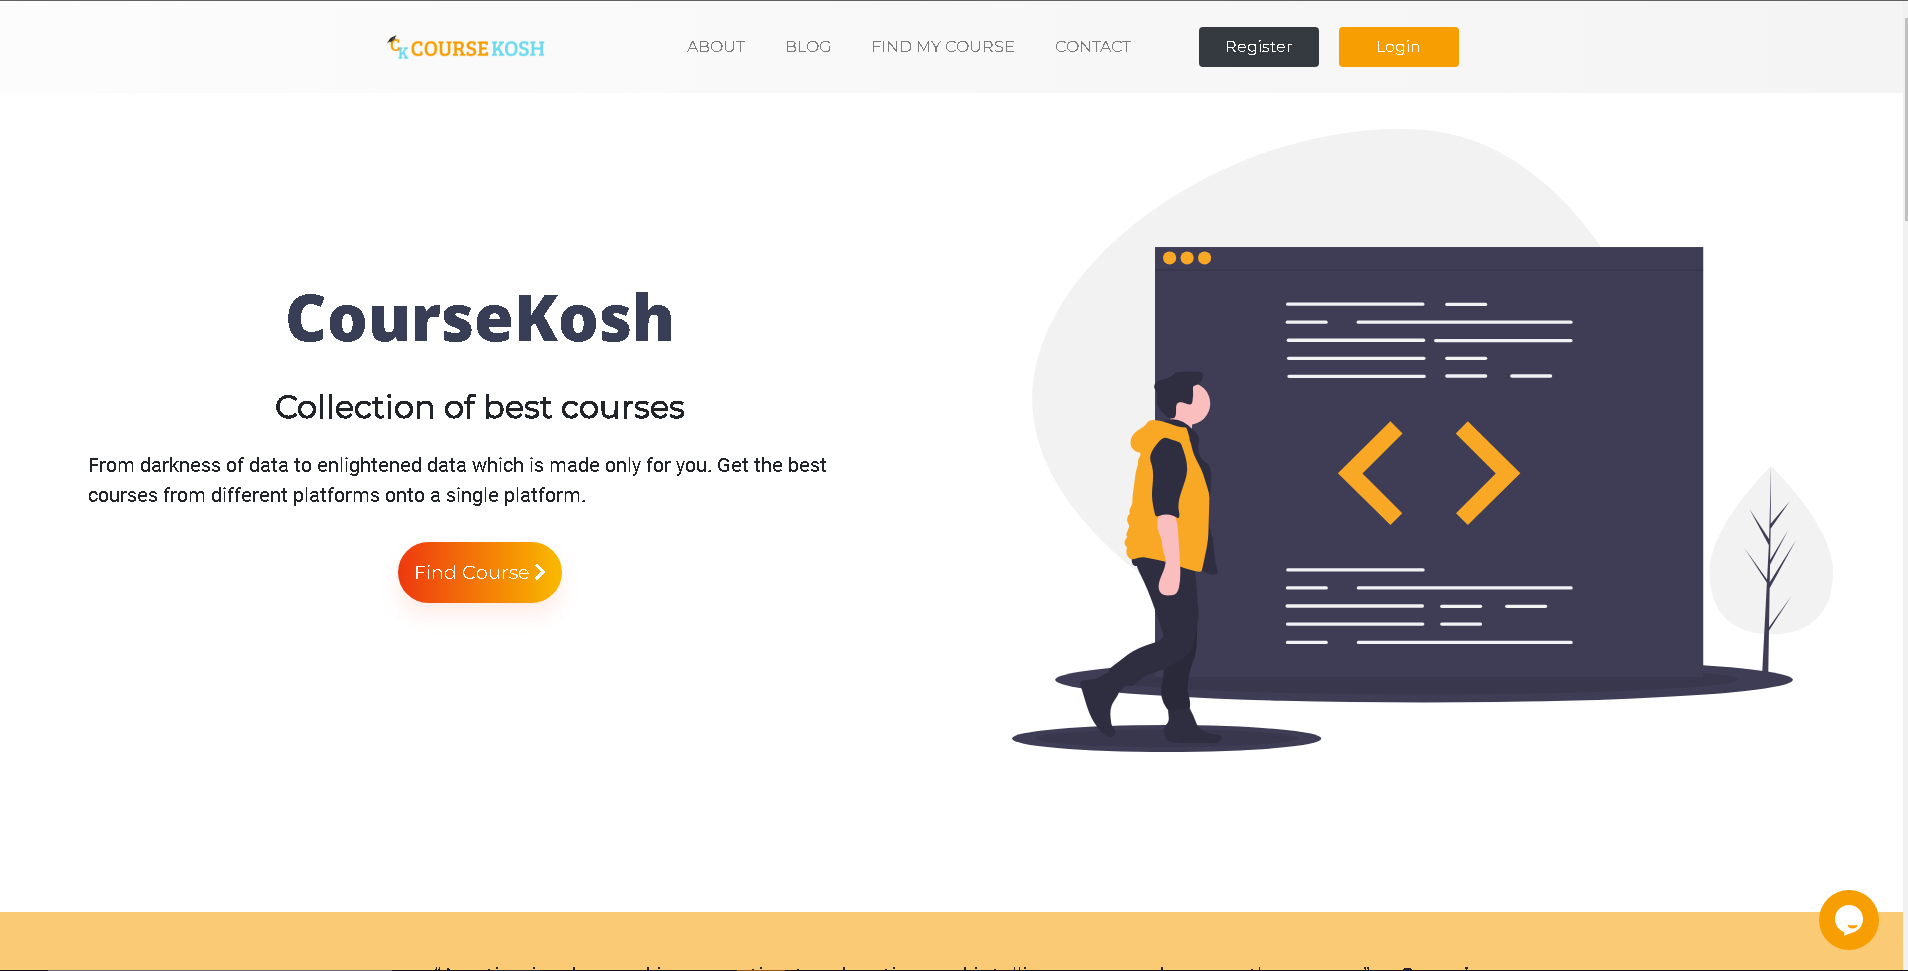 CK COURSE KOSH
ABOUT BLOG FIND MY COURSE CONTACT Register Login
CourseKosh
Collection of best courses
From darkness of data to enlightened data which is made only for you. Get the best
courses from different platforms onto a single platform.
Find Course